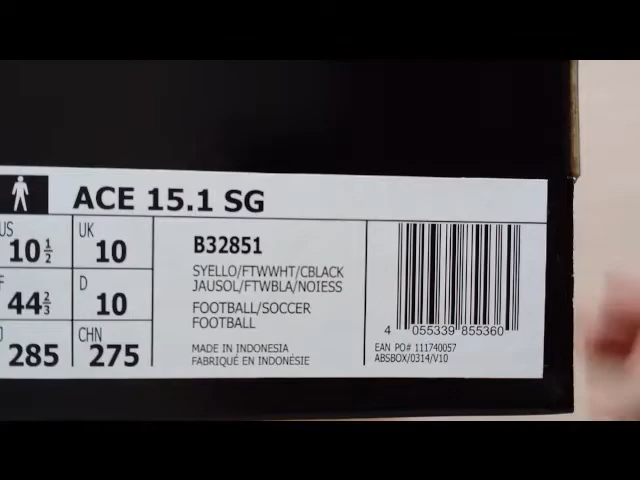 ACE 15.1 SG
US 10½ UK 10
F 44⅔ D 10
J 285 CHN 275
B32851
SYELLO/FTWWHT/CBLACK
JAUSOL/FTWBLA/NOIESS
FOOTBALL/SOCCER
FOOTBALL
MADE IN INDONESIA
FABRIQUÉ EN INDONÉSIE
4 055339 855360
EAN PO# 111740057
ABSBOX/0314/V10